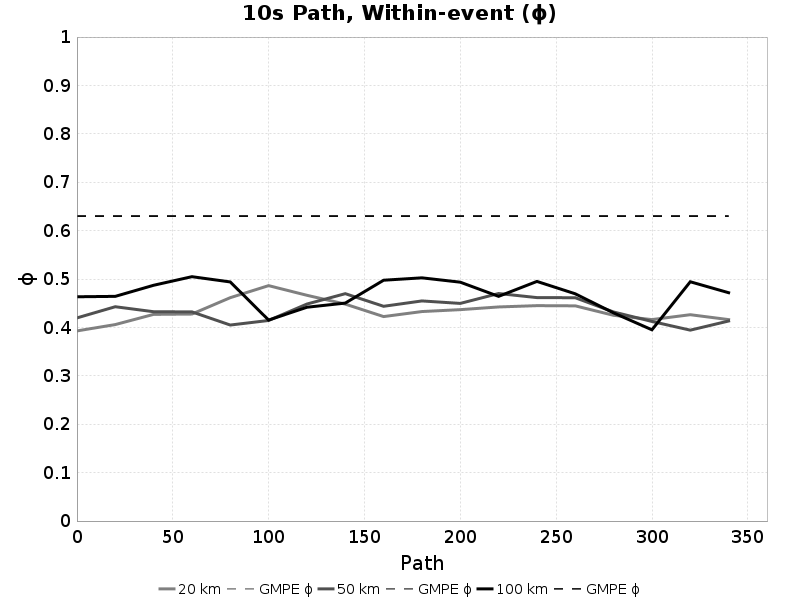 10s Path, Within-event (ϕ)
1
0.9
0.8
0.7
0.6
0.5
0.4
0.3
0.2
0.1
0
ϕ
0 50 100 150 200 250 300 350
Path
20 km GMPE ϕ 50 km GMPE ϕ 100 km GMPE ϕ